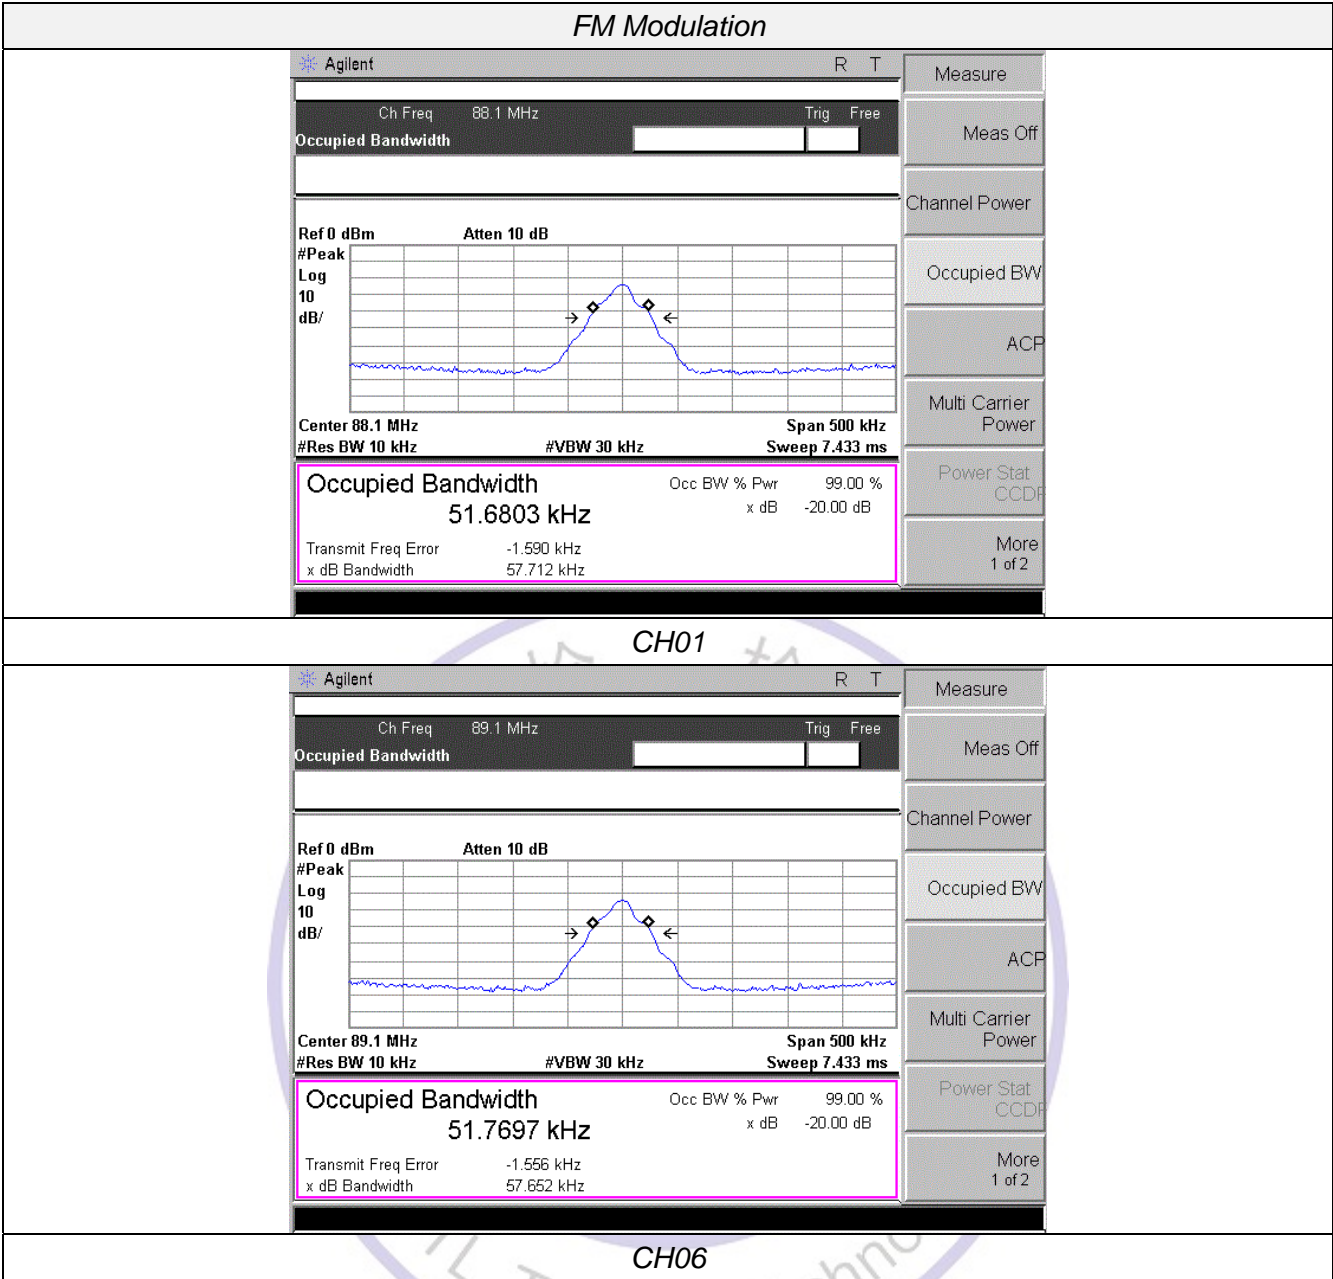 FM Modulation
Agilent R T
Measure
Ch Freq 88.1 MHz Trig Free
Occupied Bandwidth
Meas Off
Channel Power
Occupied BW
ACP
Multi Carrier
Power
Power Stat
CCDF
More
1 of 2
Ref 0 dBm Atten 10 dB
#Peak
Log
10
dB/
Center 88.1 MHz Span 500 kHz
#Res BW 10 kHz #VBW 30 kHz Sweep 7.433 ms
Occupied Bandwidth Occ BW % Pwr 99.00 %
51.6803 kHz x dB -20.00 dB
Transmit Freq Error -1.590 kHz
x dB Bandwidth 57.712 kHz
CH01
Agilent R T
Measure
Ch Freq 89.1 MHz Trig Free
Occupied Bandwidth
Meas Off
Channel Power
Occupied BW
ACP
Multi Carrier
Power
Power Stat
CCDF
More
1 of 2
Ref 0 dBm Atten 10 dB
#Peak
Log
10
dB/
Center 89.1 MHz Span 500 kHz
#Res BW 10 kHz #VBW 30 kHz Sweep 7.433 ms
Occupied Bandwidth Occ BW % Pwr 99.00 %
51.7697 kHz x dB -20.00 dB
Transmit Freq Error -1.556 kHz
x dB Bandwidth 57.652 kHz
CH06